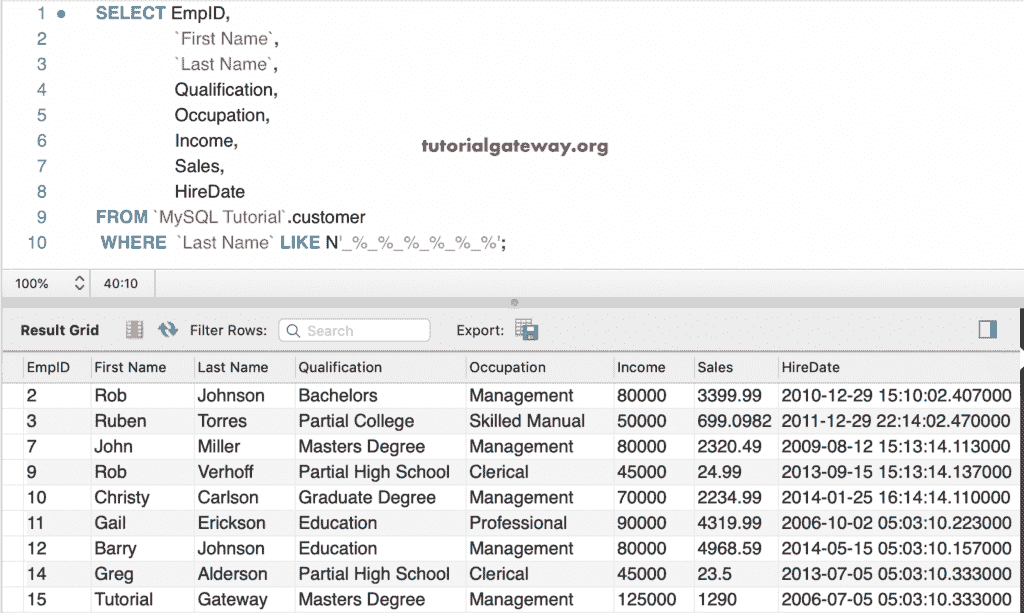 1 SELECT EmpID,
2 `First Name`,
3 `Last Name`,
4 Qualification,
5 Occupation,
6 Income,
7 Sales,
8 HireDate
9 FROM `MySQL Tutorial`.customer
10 WHERE `Last Name` LIKE N'_%_%_%_%_%_%';
tutorialgateway.org
100% 40:10
Result Grid Filter Rows: Search Export:
EmpID First Name Last Name Qualification Occupation Income Sales HireDate
2 Rob Johnson Bachelors Management 80000 3399.99 2010-12-29 15:10:02.407000
3 Ruben Torres Partial College Skilled Manual 50000 699.0982 2011-12-29 22:14:02.470000
7 John Miller Masters Degree Management 80000 2320.49 2009-08-12 15:13:14.113000
9 Rob Verhoff Partial High School Clerical 45000 24.99 2013-09-15 15:13:14.137000
10 Christy Carlson Graduate Degree Management 70000 2234.99 2014-01-25 16:14:14.110000
11 Gail Erickson Education Professional 90000 4319.99 2006-10-02 05:03:10.223000
12 Barry Johnson Education Management 80000 4968.59 2014-05-15 05:03:10.157000
14 Greg Alderson Partial High School Clerical 45000 23.5 2013-07-05 05:03:10.333000
15 Tutorial Gateway Masters Degree Management 125000 1290 2006-07-05 05:03:10.333000